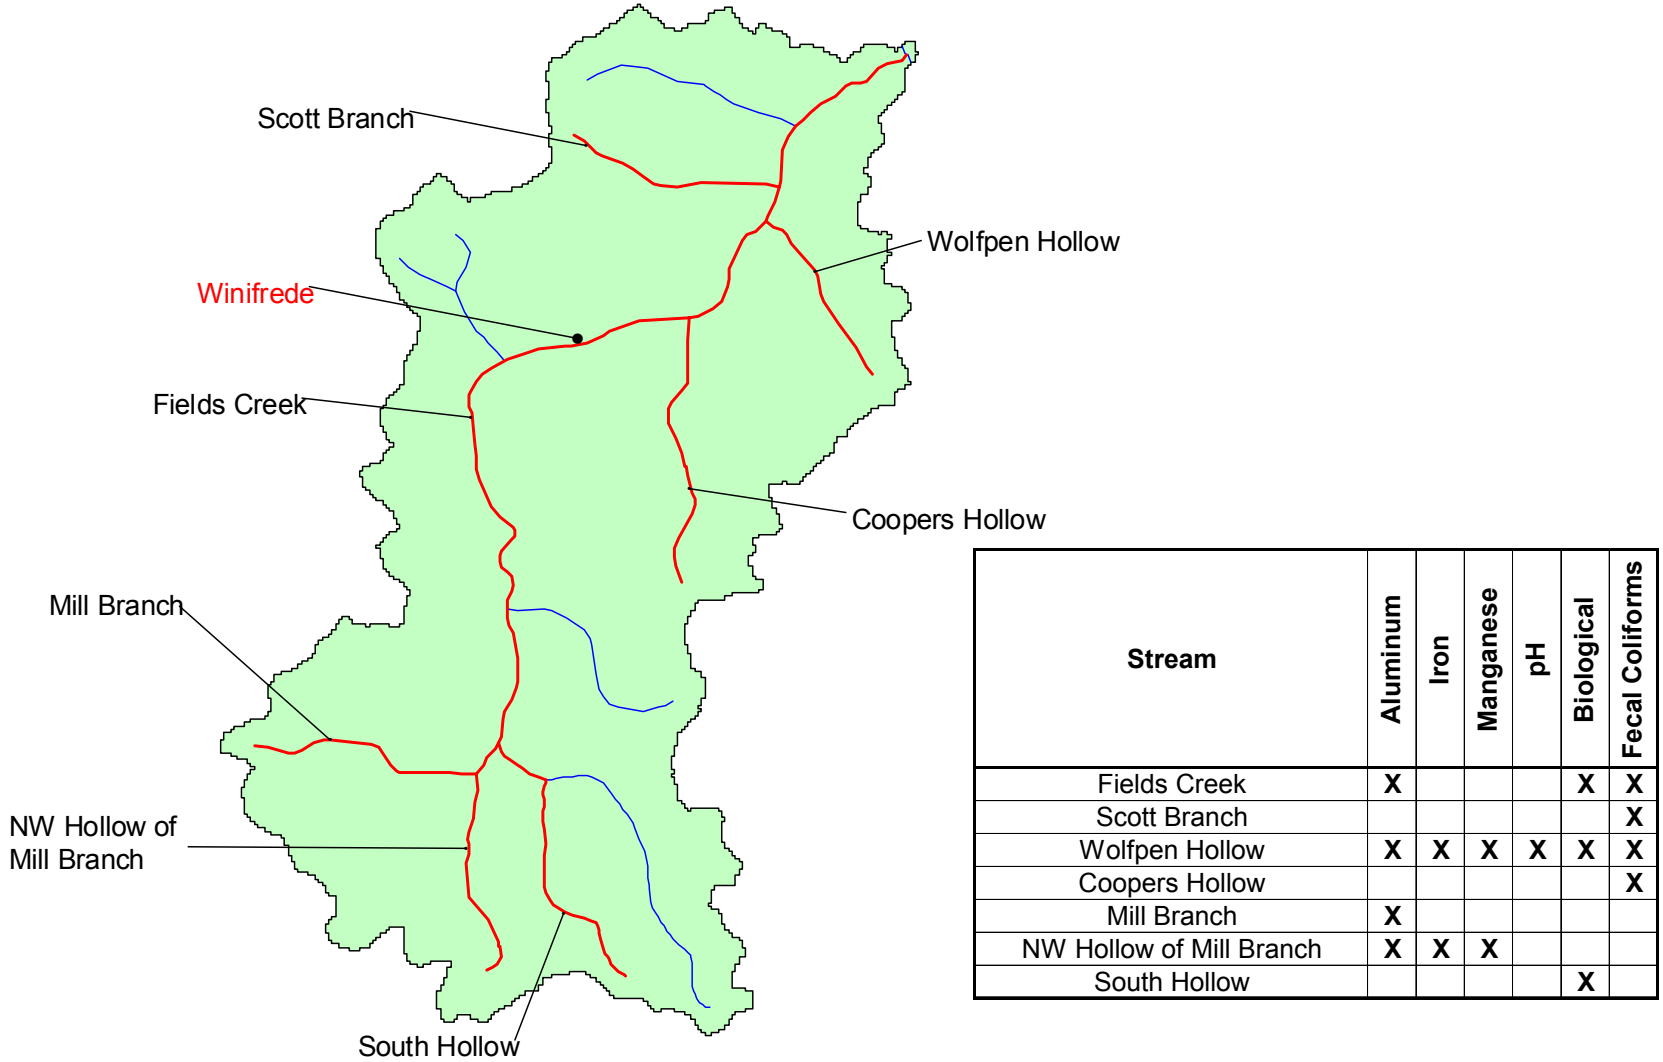 Scott Branch
Wolfpen Hollow
Winifrede
Fields Creek
Coopers Hollow
Mill Branch
NW Hollow of
Mill Branch
South Hollow
Stream Aluminum Iron Manganese pH Biological Fecal Coliforms
Fields Creek X X X
Scott Branch X
Wolfpen Hollow X X X X X X
Coopers Hollow X
Mill Branch X
NW Hollow of Mill Branch X X X
South Hollow X